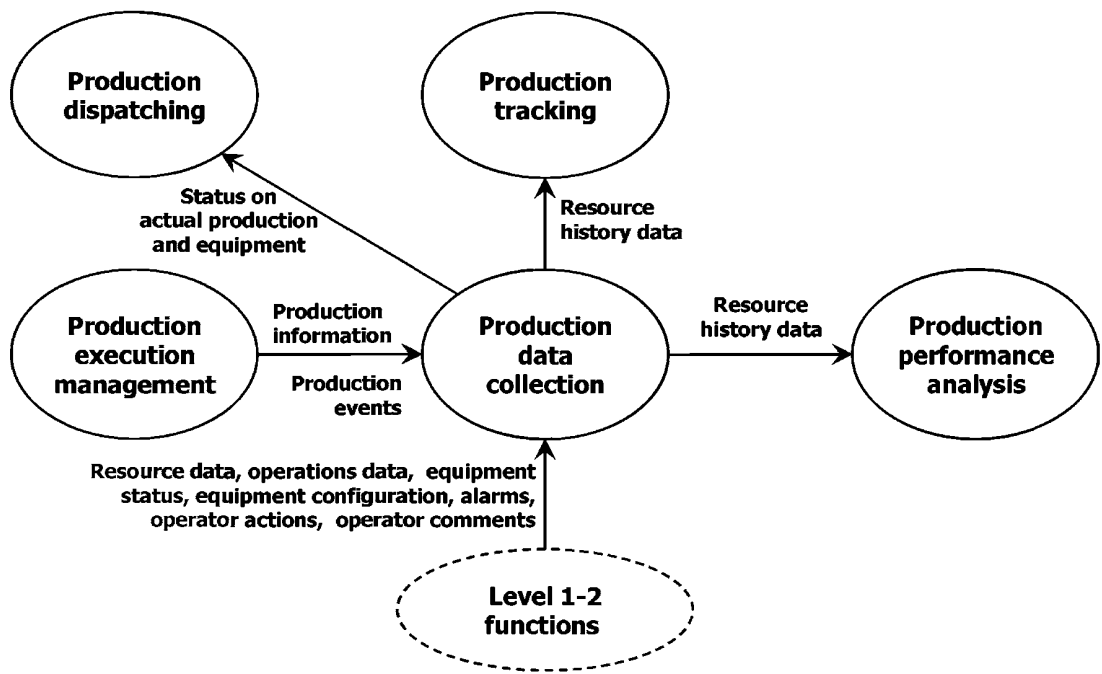 Production
dispatching
Production
tracking
Status on
actual production
and equipment
Resource
history data
Production
execution
management
Production
information
Production
events
Production
data
collection
Resource
history data
Production
performance
analysis
Resource data, operations data, equipment
status, equipment configuration, alarms,
operator actions, operator comments
Level 1-2
functions